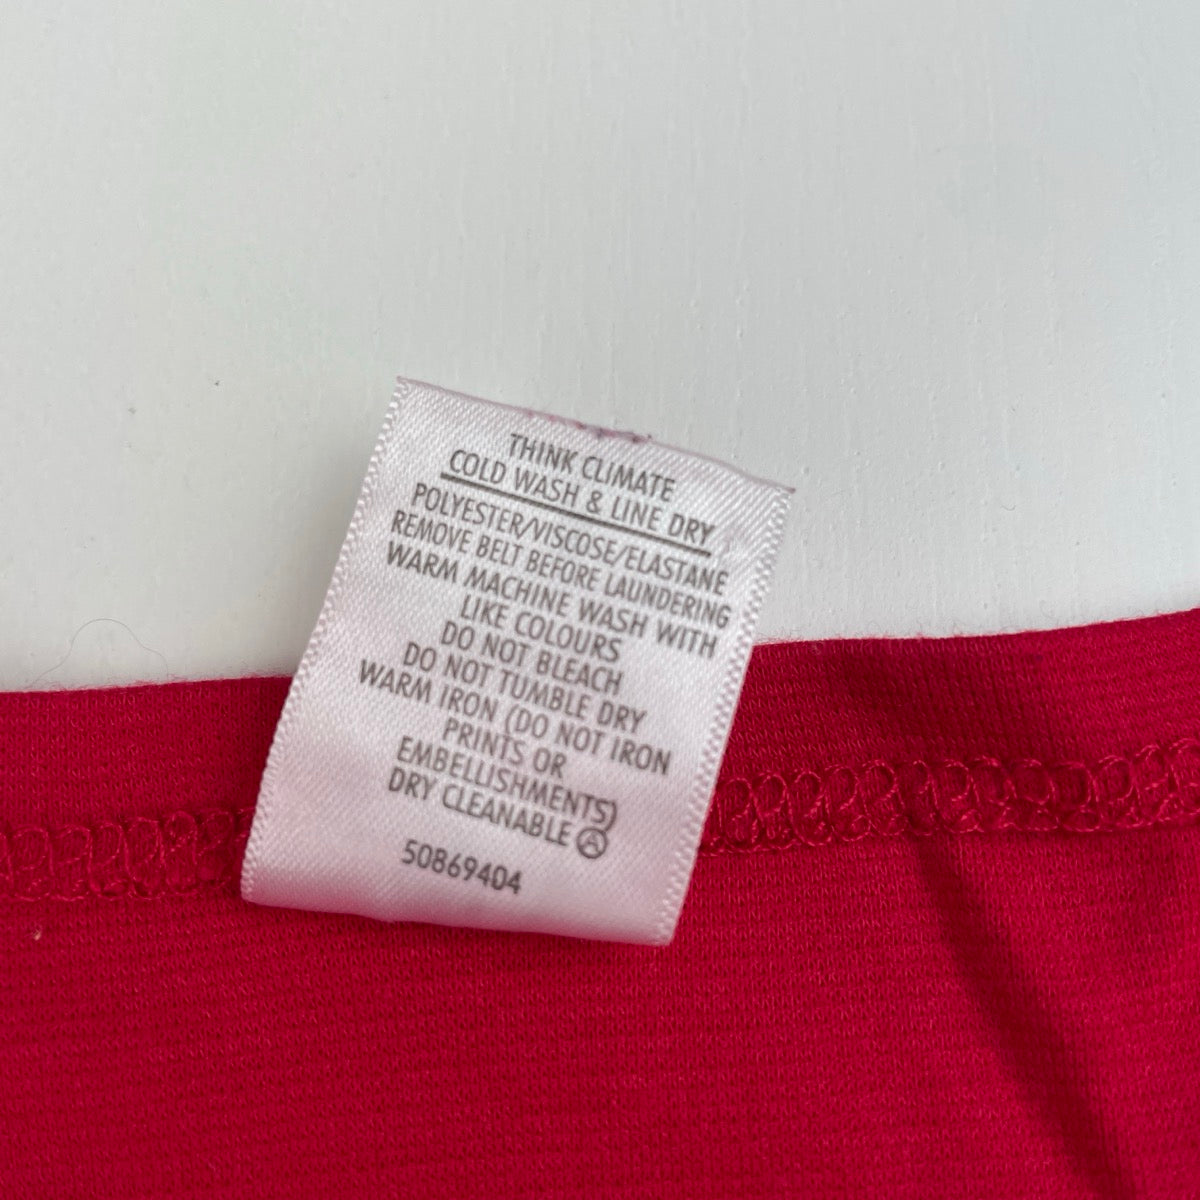 THINK CLIMATE
COLD WASH & LINE DRY
POLYESTER/VISCOSE/ELASTANE
REMOVE BELT BEFORE LAUNDERING
WARM MACHINE WASH WITH
LIKE COLOURS
DO NOT BLEACH
DO NOT TUMBLE DRY
WARM IRON (DO NOT IRON
PRINTS OR
EMBELLISHMENTS)
DRY CLEANABLE Ⓐ
50869404